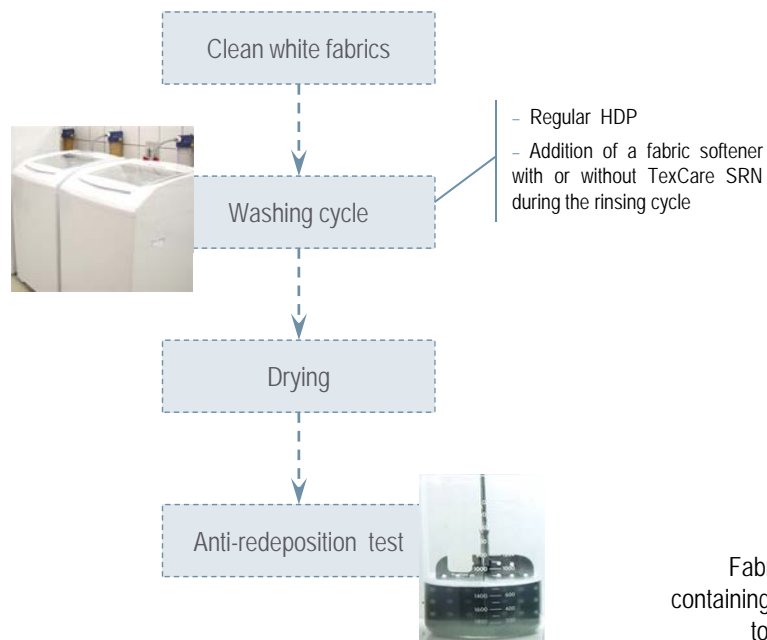 Clean white fabrics
– Regular HDP
– Addition of a fabric softener
with or without TexCare SRN
during the rinsing cycle
Washing cycle
Drying
Anti-redeposition test
containing
to